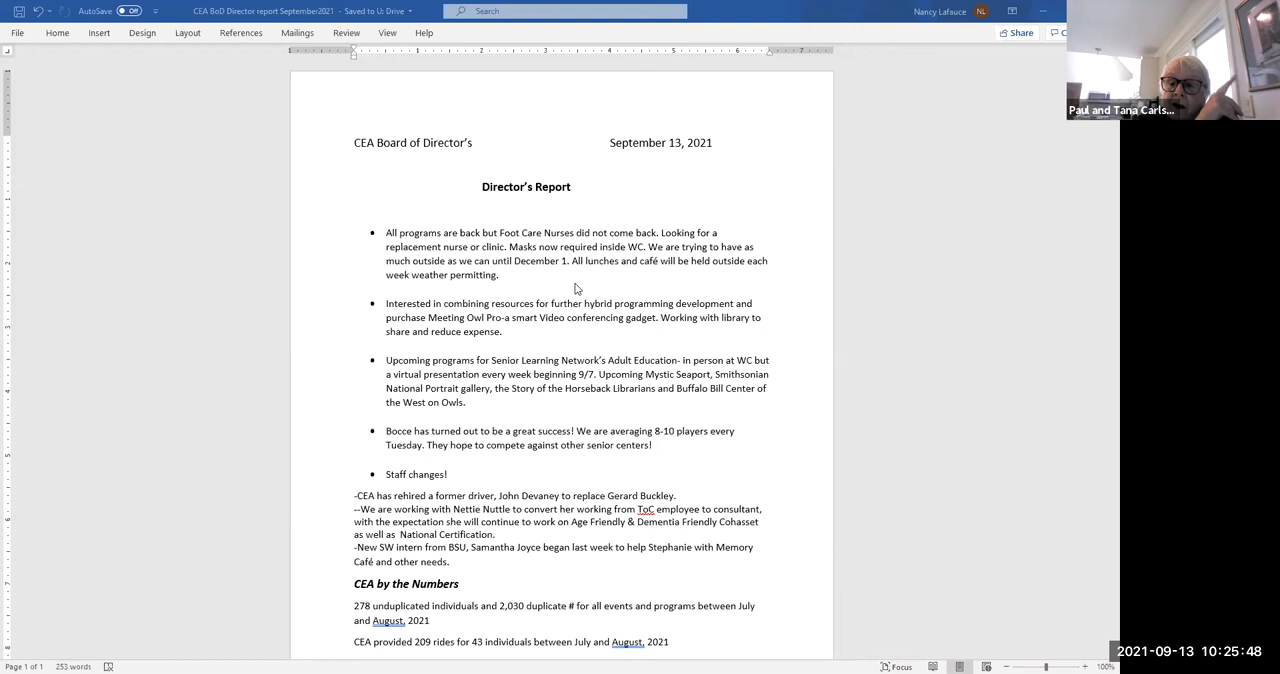 AutoSave Off CEA BoD Director report September2021 - Saved to U: Drive Search Nancy Lafauce NL
File Home Insert Design Layout References Mailings Review View Help Share C
1 2 3 4 5 6 7
Paul and Tana Carls...
CEA Board of Director's September 13, 2021
Director's Report
• All programs are back but Foot Care Nurses did not come back. Looking for a
replacement nurse or clinic. Masks now required inside WC. We are trying to have as
much outside as we can until December 1. All lunches and café will be held outside each
week weather permitting.
• Interested in combining resources for further hybrid programming development and
purchase Meeting Owl Pro-a smart Video conferencing gadget. Working with library to
share and reduce expense.
• Upcoming programs for Senior Learning Network's Adult Education- in person at WC but
a virtual presentation every week beginning 9/7. Upcoming Mystic Seaport, Smithsonian
National Portrait gallery, the Story of the Horseback Librarians and Buffalo Bill Center of
the West on Owls.
• Bocce has turned out to be a great success! We are averaging 8-10 players every
Tuesday. They hope to compete against other senior centers!
• Staff changes!
-CEA has rehired a former driver, John Devaney to replace Gerard Buckley.
--We are working with Nettie Nuttle to convert her working from ToC employee to consultant,
with the expectation she will continue to work on Age Friendly & Dementia Friendly Cohasset
as well as National Certification.
-New SW intern from BSU, Samantha Joyce began last week to help Stephanie with Memory
Café and other needs.
CEA by the Numbers
278 unduplicated individuals and 2,030 duplicate # for all events and programs between July
and August, 2021
CEA provided 209 rides for 43 individuals between July and August, 2021
2021-09-13 10:25:48
Page 1 of 1 253 words Focus 100%